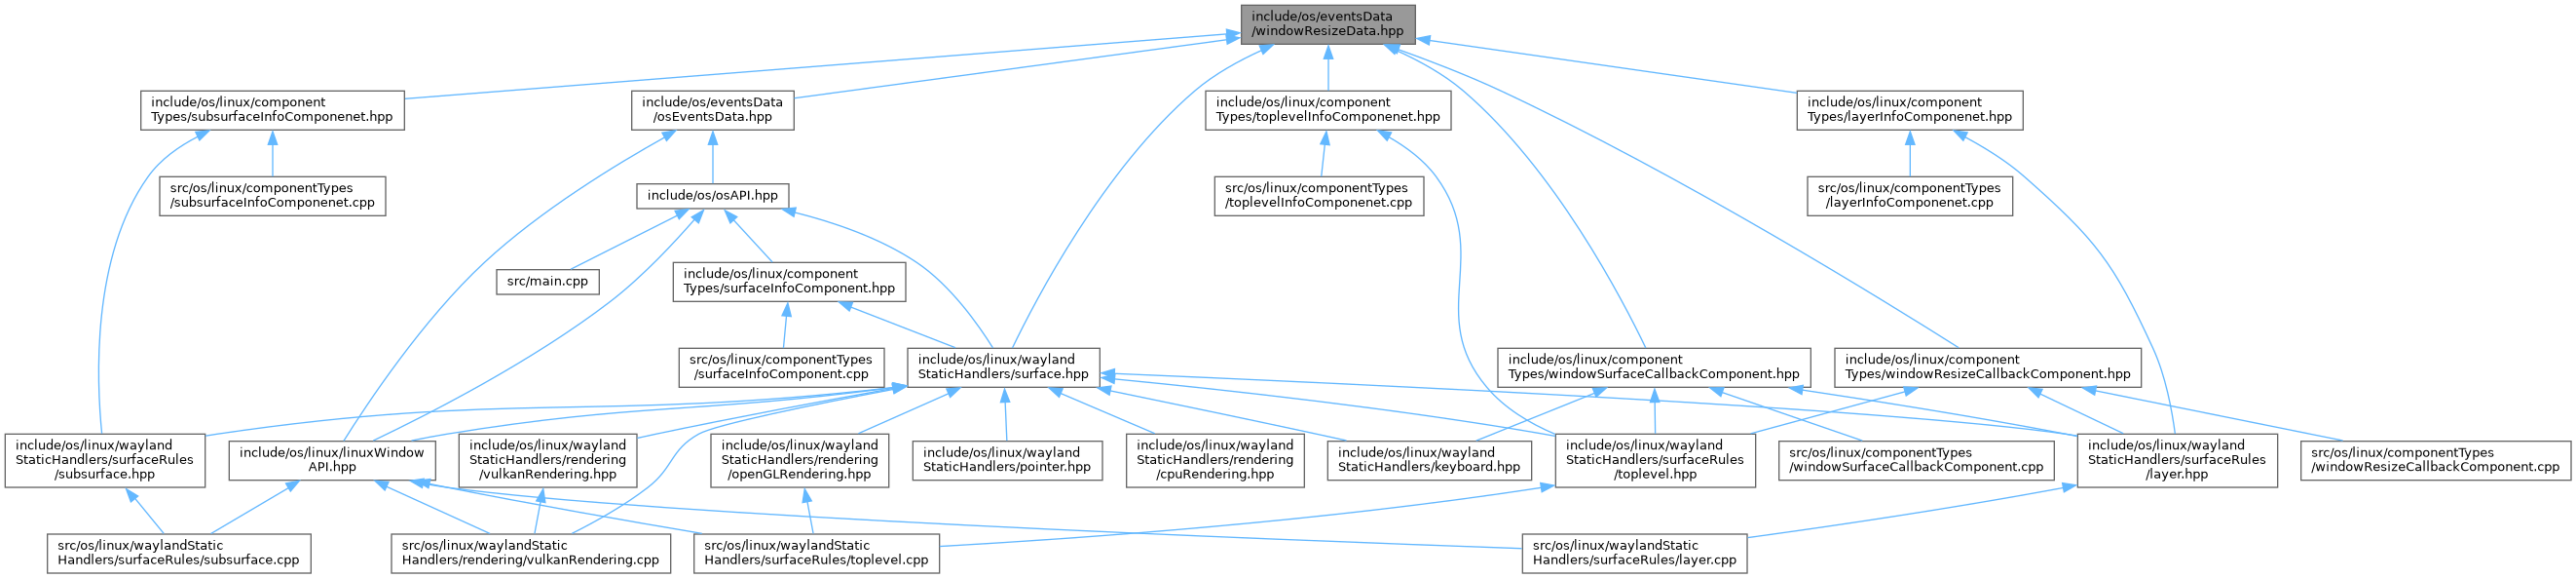 include/os/eventsData
/windowResizeData.hpp
include/os/linux/component
Types/subsurfaceInfoComponenet.hpp
include/os/eventsData
/osEventsData.hpp
include/os/linux/component
Types/toplevelInfoComponenet.hpp
include/os/linux/component
Types/layerInfoComponenet.hpp
src/os/linux/componentTypes
/subsurfaceInfoComponenet.cpp
include/os/osAPI.hpp
src/os/linux/componentTypes
/toplevelInfoComponenet.cpp
src/os/linux/componentTypes
/layerInfoComponenet.cpp
src/main.cpp
include/os/linux/component
Types/surfaceInfoComponent.hpp
src/os/linux/componentTypes
/surfaceInfoComponent.cpp
include/os/linux/wayland
StaticHandlers/surface.hpp
include/os/linux/component
Types/windowSurfaceCallbackComponent.hpp
include/os/linux/component
Types/windowResizeCallbackComponent.hpp
include/os/linux/wayland
StaticHandlers/surfaceRules
/subsurface.hpp
include/os/linux/linuxWindow
API.hpp
include/os/linux/wayland
StaticHandlers/rendering
/vulkanRendering.hpp
include/os/linux/wayland
StaticHandlers/rendering
/openGLRendering.hpp
include/os/linux/wayland
StaticHandlers/pointer.hpp
include/os/linux/wayland
StaticHandlers/rendering
/cpuRendering.hpp
include/os/linux/wayland
StaticHandlers/keyboard.hpp
include/os/linux/wayland
StaticHandlers/surfaceRules
/toplevel.hpp
src/os/linux/componentTypes
/windowSurfaceCallbackComponent.cpp
include/os/linux/wayland
StaticHandlers/surfaceRules
/layer.hpp
src/os/linux/componentTypes
/windowResizeCallbackComponent.cpp
src/os/linux/waylandStatic
Handlers/surfaceRules/subsurface.cpp
src/os/linux/waylandStatic
Handlers/rendering/vulkanRendering.cpp
src/os/linux/waylandStatic
Handlers/surfaceRules/toplevel.cpp
src/os/linux/waylandStatic
Handlers/surfaceRules/layer.cpp